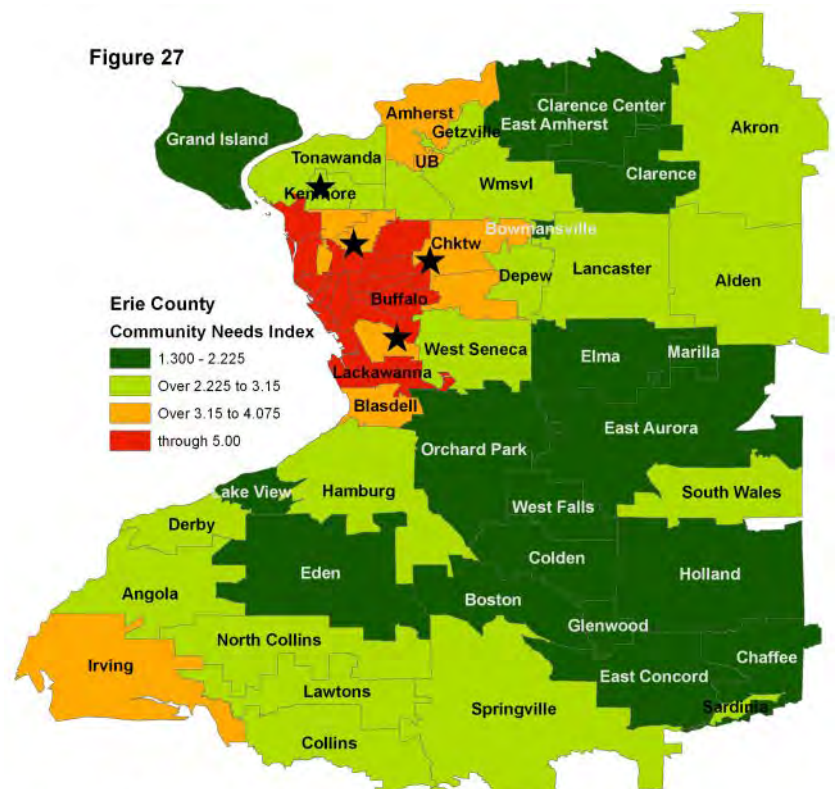 Figure 27
Grand Island
Amherst
Getzville
UB
Clarence Center
East Amherst
Clarence
Akron
Tonawanda
Kenmore
Wmsvl
Bowmansville
Chktw
Depew
Lancaster
Alden
Buffalo
Erie County
Community Needs Index
1.300 - 2.225
Over 2.225 to 3.15
Over 3.15 to 4.075
through 5.00
West Seneca
Elma
Marilla
Lackawanna
Blasdell
East Aurora
Orchard Park
Lake View
Hamburg
South Wales
West Falls
Derby
Colden
Eden
Holland
Angola
Boston
Glenwood
North Collins
Chaffee
Irving
East Concord
Lawtons
Springville
Sardinia
Collins